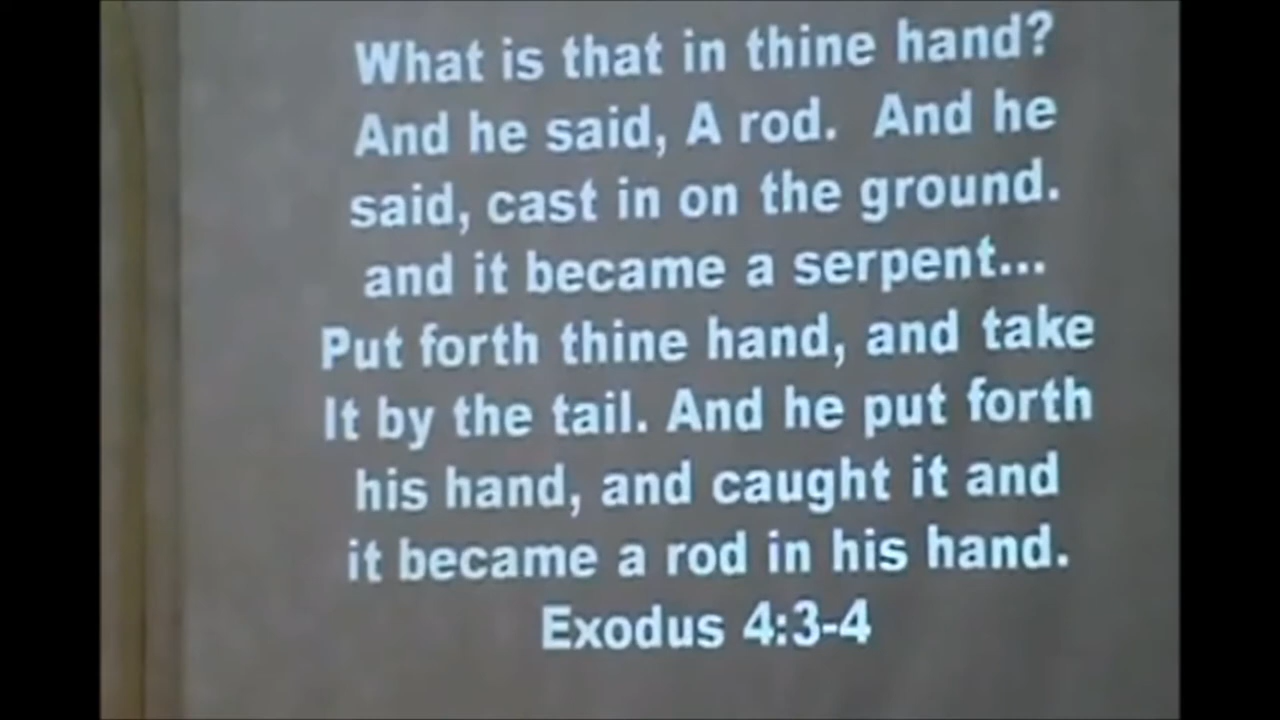 What is that in thine hand?
And he said, A rod. And he
said, cast in on the ground.
and it became a serpent...
Put forth thine hand, and take
It by the tail. And he put forth
his hand, and caught it and
it became a rod in his hand.
Exodus 4:3-4